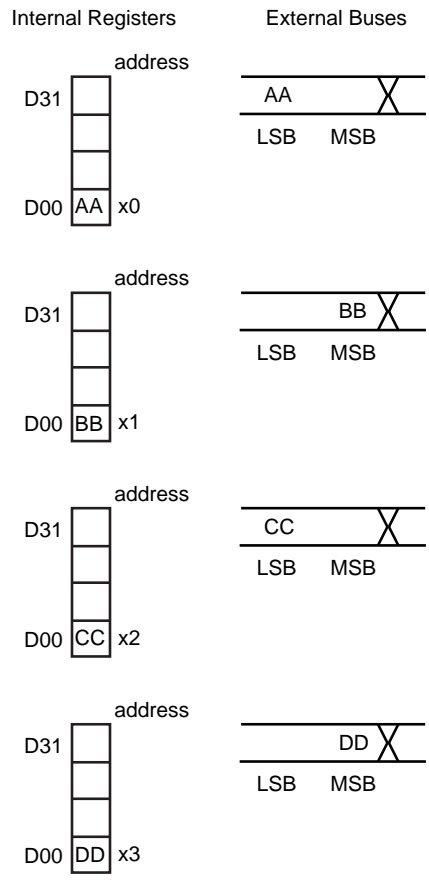 Internal Registers External Buses
address
D31 AA
LSB MSB
D00 AA x0
address
D31 BB
LSB MSB
D00 BB x1
address
D31 CC
LSB MSB
D00 CC x2
address
D31 DD
LSB MSB
D00 DD x3